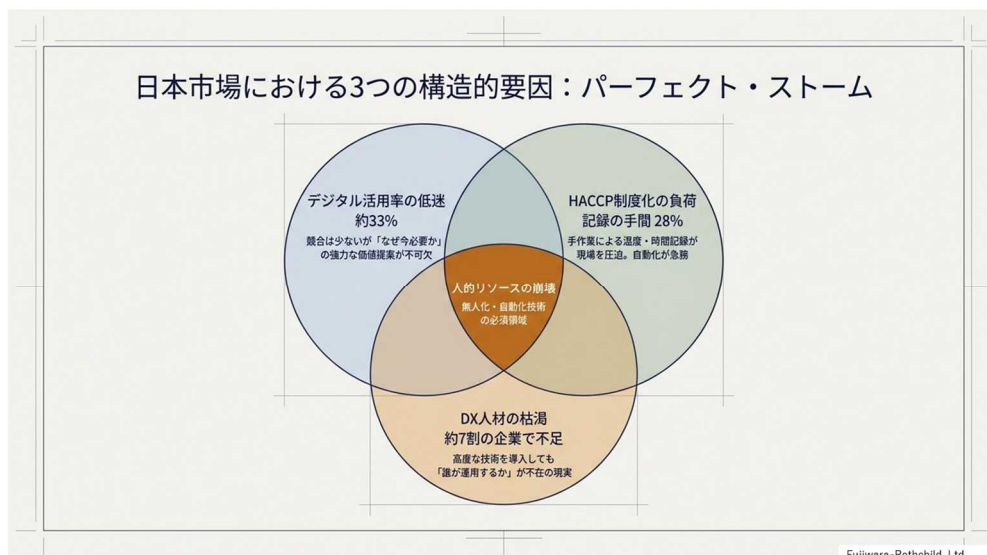 日本市場における3つの構造的要因：パーフェクト・ストーム
デジタル活用率の低迷
約33%
競合は少ないが「なぜ今必要か」
の強力な価値提案が不可欠
HACCP制度化の負荷
記録の手間 28%
手作業による温度・時間記録が
現場を圧迫。自動化が急務
人的リソースの崩壊
無人化・自動化技術
の必須領域
DX人材の枯渇
約7割の企業で不足
高度な技術を導入しても
「誰が運用するか」が不在の現実
Fujiwara-Rothschild, Ltd.